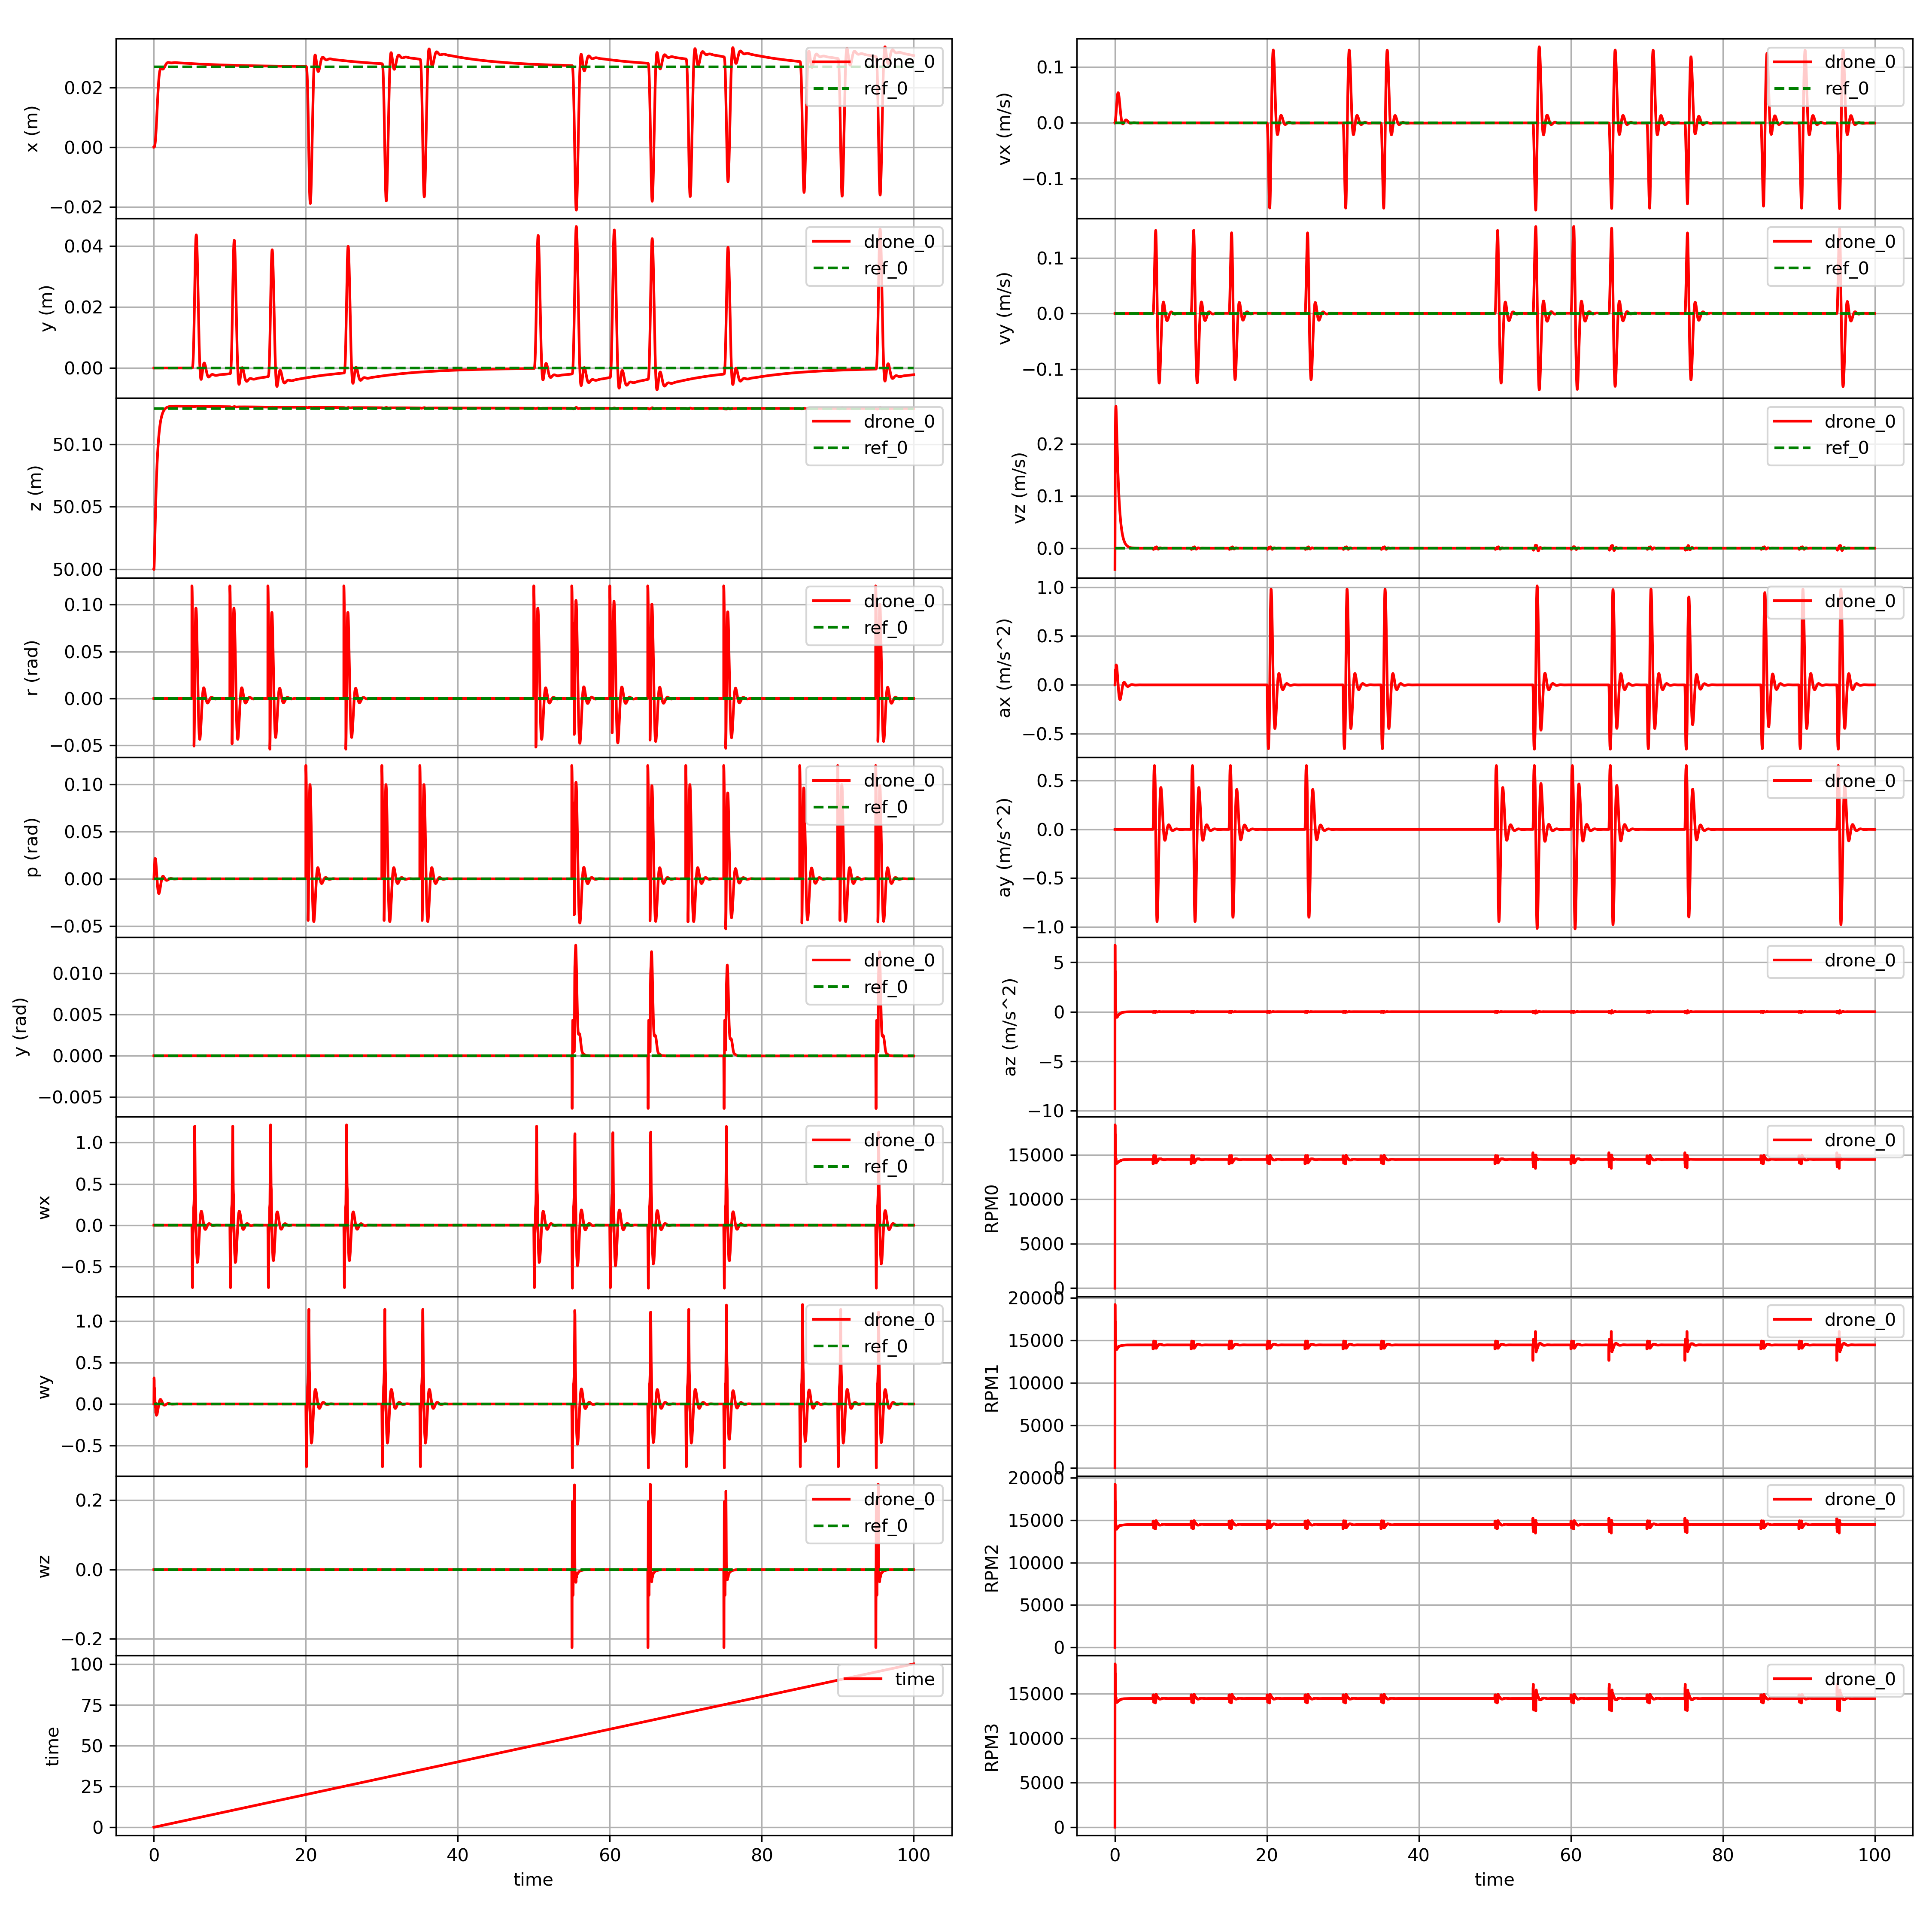 x (m)
0.02
0.00
−0.02
drone_0
ref_0
y (m)
0.04
0.02
0.00
drone_0
ref_0
z (m)
50.10
50.05
50.00
drone_0
ref_0
r (rad)
0.10
0.05
0.00
−0.05
drone_0
ref_0
p (rad)
0.10
0.05
0.00
−0.05
drone_0
ref_0
y (rad)
0.010
0.005
0.000
−0.005
drone_0
ref_0
wx
1.0
0.5
0.0
−0.5
drone_0
ref_0
wy
1.0
0.5
0.0
−0.5
drone_0
ref_0
wz
0.2
0.0
−0.2
drone_0
ref_0
time
100
75
50
25
0
time
0 20 40 60 80 100
time
vx (m/s)
0.1
0.0
−0.1
drone_0
ref_0
vy (m/s)
0.1
0.0
−0.1
drone_0
ref_0
vz (m/s)
0.2
0.1
0.0
drone_0
ref_0
ax (m/s^2)
1.0
0.5
0.0
−0.5
drone_0
ay (m/s^2)
0.5
0.0
−0.5
−1.0
drone_0
az (m/s^2)
5
0
−5
−10
drone_0
RPM0
15000
10000
5000
0
drone_0
RPM1
20000
15000
10000
5000
0
drone_0
RPM2
20000
15000
10000
5000
0
drone_0
RPM3
15000
10000
5000
0
drone_0
0 20 40 60 80 100
time